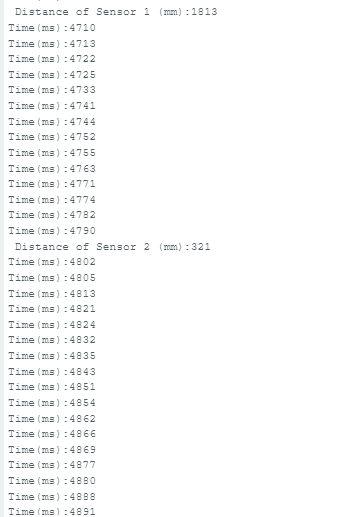 Distance of Sensor 1 (mm):1813
Time(ms):4710
Time(ms):4713
Time(ms):4722
Time(ms):4725
Time(ms):4733
Time(ms):4741
Time(ms):4744
Time(ms):4752
Time(ms):4755
Time(ms):4763
Time(ms):4771
Time(ms):4774
Time(ms):4782
Time(ms):4790
Distance of Sensor 2 (mm):321
Time(ms):4802
Time(ms):4805
Time(ms):4813
Time(ms):4821
Time(ms):4824
Time(ms):4832
Time(ms):4835
Time(ms):4843
Time(ms):4851
Time(ms):4854
Time(ms):4862
Time(ms):4866
Time(ms):4869
Time(ms):4877
Time(ms):4880
Time(ms):4888
Time(ms):4891